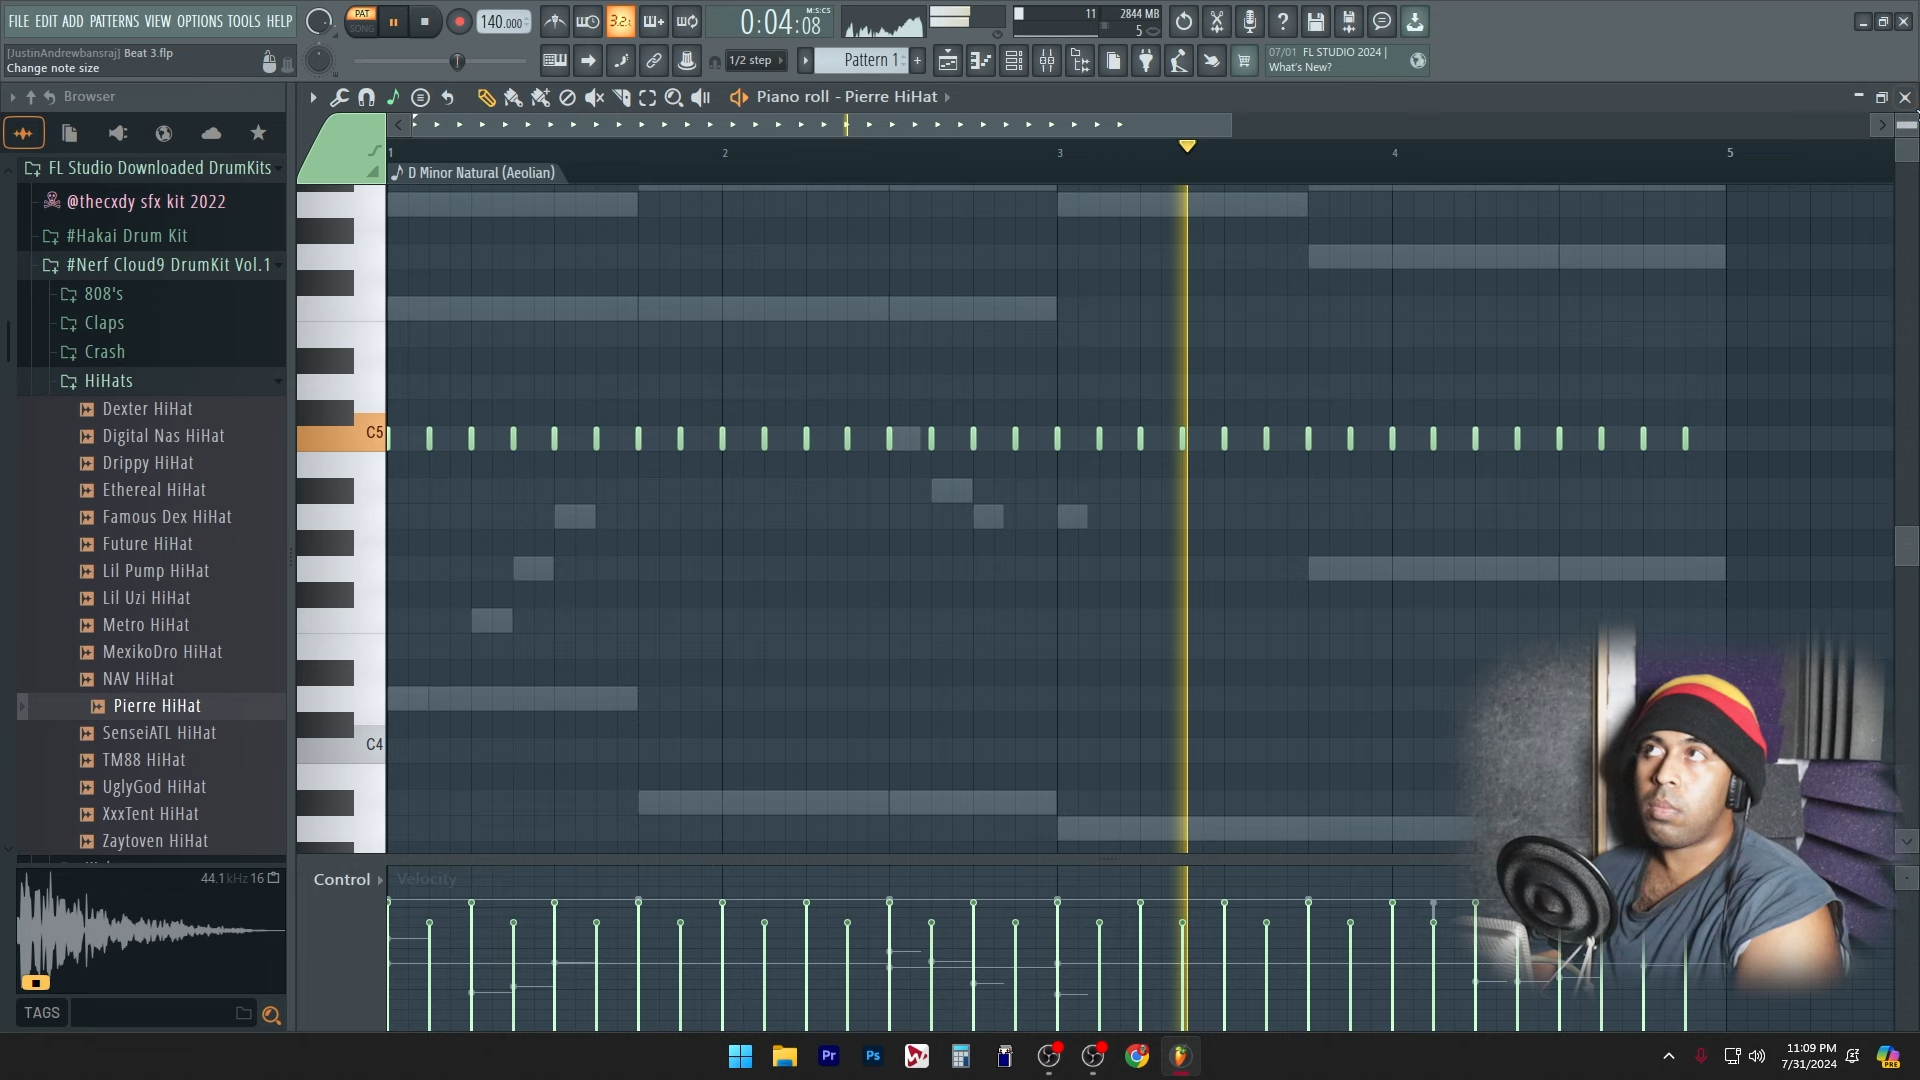 FILE EDIT ADD PATTERNS VIEW OPTIONS TOOLS HELP
PAT
SONG
140.000
3.2
M:S:CS
0:04:08
11
2844 MB
5
[JustinAndrewbansraj] Beat 3.flp
Change note size
1/2 step
Pattern 1
07/01 FL STUDIO 2024 |
What's New?
Browser
Piano roll - Pierre HiHat
1
2
3
4
5
D Minor Natural (Aeolian)
FL Studio Downloaded DrumKits
@thecxdy sfx kit 2022
#Hakai Drum Kit
#Nerf Cloud9 DrumKit Vol.1
808's
Claps
Crash
HiHats
Dexter HiHat
Digital Nas HiHat
Drippy HiHat
Ethereal HiHat
Famous Dex HiHat
Future HiHat
Lil Pump HiHat
Lil Uzi HiHat
Metro HiHat
MexikoDro HiHat
NAV HiHat
Pierre HiHat
SenseiATL HiHat
TM88 HiHat
UglyGod HiHat
XxxTent HiHat
Zaytoven HiHat
C5
C4
44.1kHz 16
TAGS
Control
Velocity
Pr
Ps
11:09 PM
7/31/2024
PRE